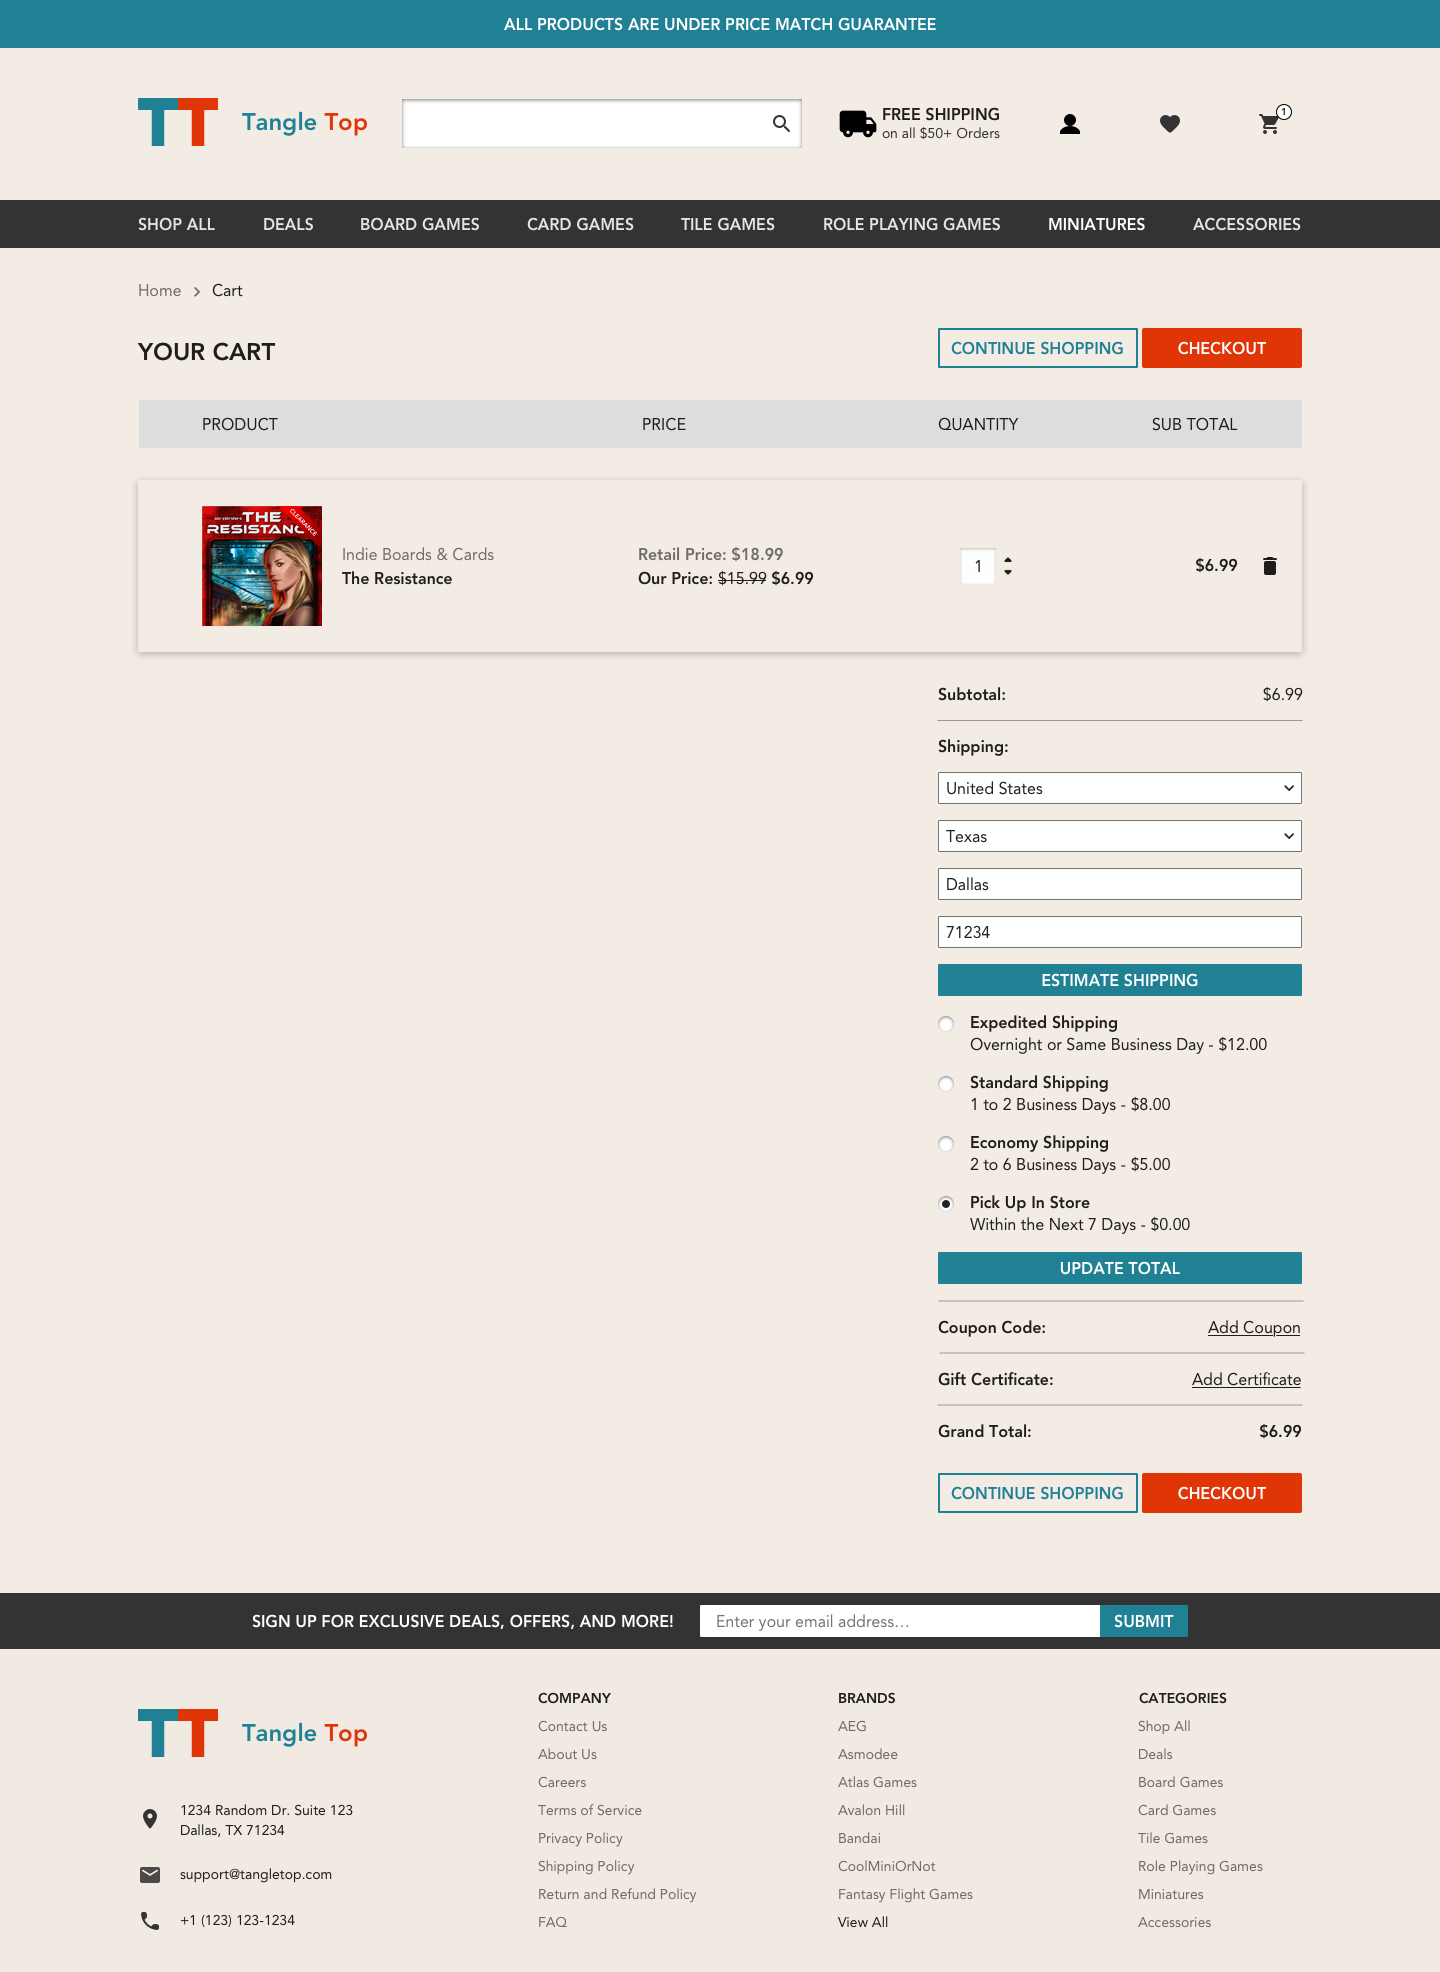 ALL PRODUCTS ARE UNDER PRICE MATCH GUARANTEE
TT Tangle Top
FREE SHIPPING
on all $50+ Orders
1
SHOP ALL DEALS BOARD GAMES CARD GAMES TILE GAMES ROLE PLAYING GAMES MINIATURES ACCESSORIES
Home > Cart
YOUR CART
CONTINUE SHOPPING CHECKOUT
PRODUCT PRICE QUANTITY SUB TOTAL
THE
RESISTANC
CLEARANCE
Indie Boards & Cards
The Resistance
Retail Price: $18.99
Our Price: $15.99 $6.99
1
$6.99
Subtotal: $6.99
Shipping:
United States
Texas
Dallas
71234
ESTIMATE SHIPPING
Expedited Shipping
Overnight or Same Business Day - $12.00
Standard Shipping
1 to 2 Business Days - $8.00
Economy Shipping
2 to 6 Business Days - $5.00
Pick Up In Store
Within the Next 7 Days - $0.00
UPDATE TOTAL
Coupon Code: Add Coupon
Gift Certificate: Add Certificate
Grand Total: $6.99
CONTINUE SHOPPING CHECKOUT
SIGN UP FOR EXCLUSIVE DEALS, OFFERS, AND MORE! Enter your email address... SUBMIT
TT Tangle Top
1234 Random Dr. Suite 123
Dallas, TX 71234
support@tangletop.com
+1 (123) 123-1234
COMPANY
Contact Us
About Us
Careers
Terms of Service
Privacy Policy
Shipping Policy
Return and Refund Policy
FAQ
BRANDS
AEG
Asmodee
Atlas Games
Avalon Hill
Bandai
CoolMiniOrNot
Fantasy Flight Games
View All
CATEGORIES
Shop All
Deals
Board Games
Card Games
Tile Games
Role Playing Games
Miniatures
Accessories